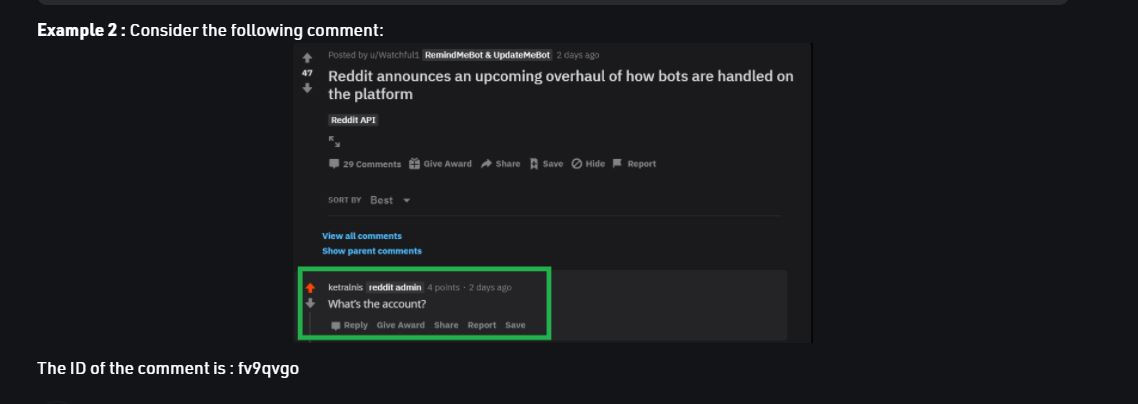 Example 2 : Consider the following comment:
Posted by u/Watchful1 RemindMeBot & UpdateMeBot 2 days ago
47
Reddit announces an upcoming overhaul of how bots are handled on
the platform
Reddit API
29 Comments Give Award Share Save Hide Report
SORT BY Best
View all comments
Show parent comments
ketralnis reddit admin 4 points · 2 days ago
What's the account?
Reply Give Award Share Report Save
The ID of the comment is : fv9qvgo